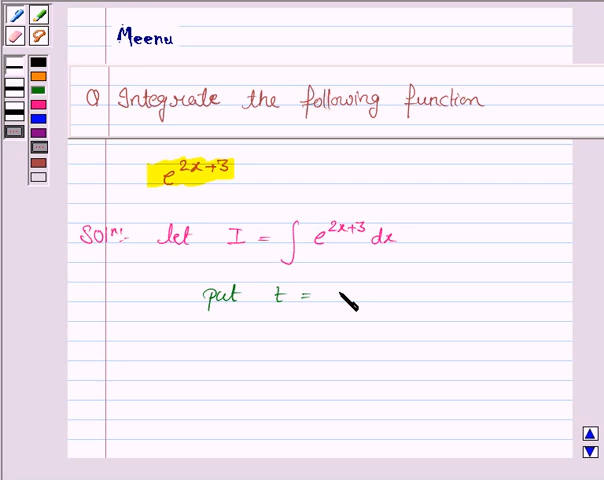 Meenu
Q Integrate the following function
e^{2x+3}
Solⁿ:- let I = ∫ e^{2x+3} dx
put t =